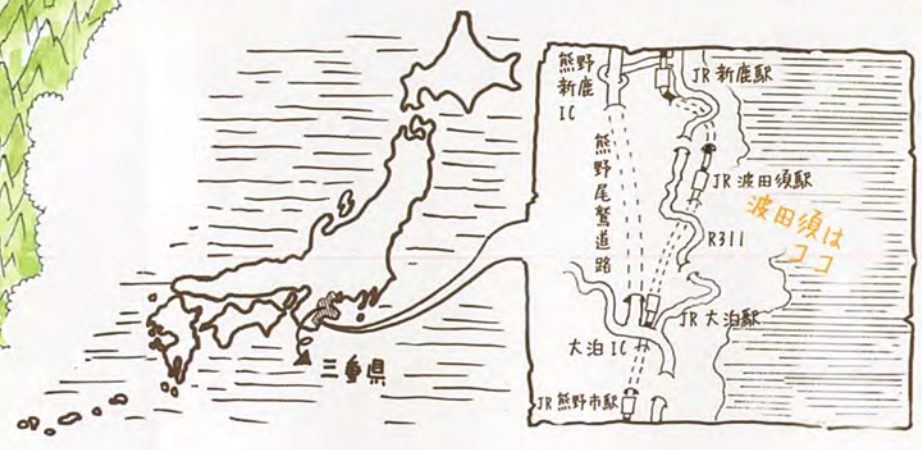 三重県
熊野
新鹿
IC
JR 新鹿駅
熊野尾鷲道路
JR 波田須駅
波田須は
ココ
R311
JR 大泊駅
大泊 IC
JR 熊野市駅